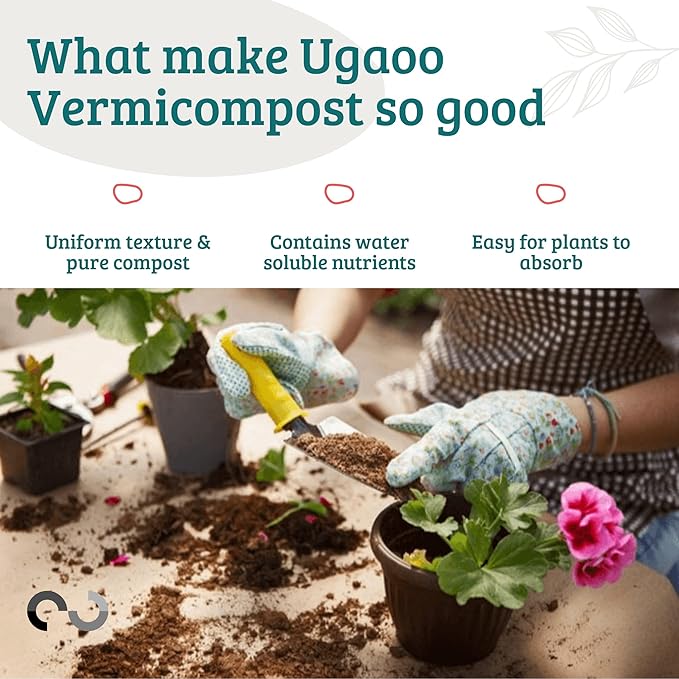 What make Ugaoo
Vermicompost so good
Uniform texture &
pure compost
Contains water
soluble nutrients
Easy for plants to
absorb